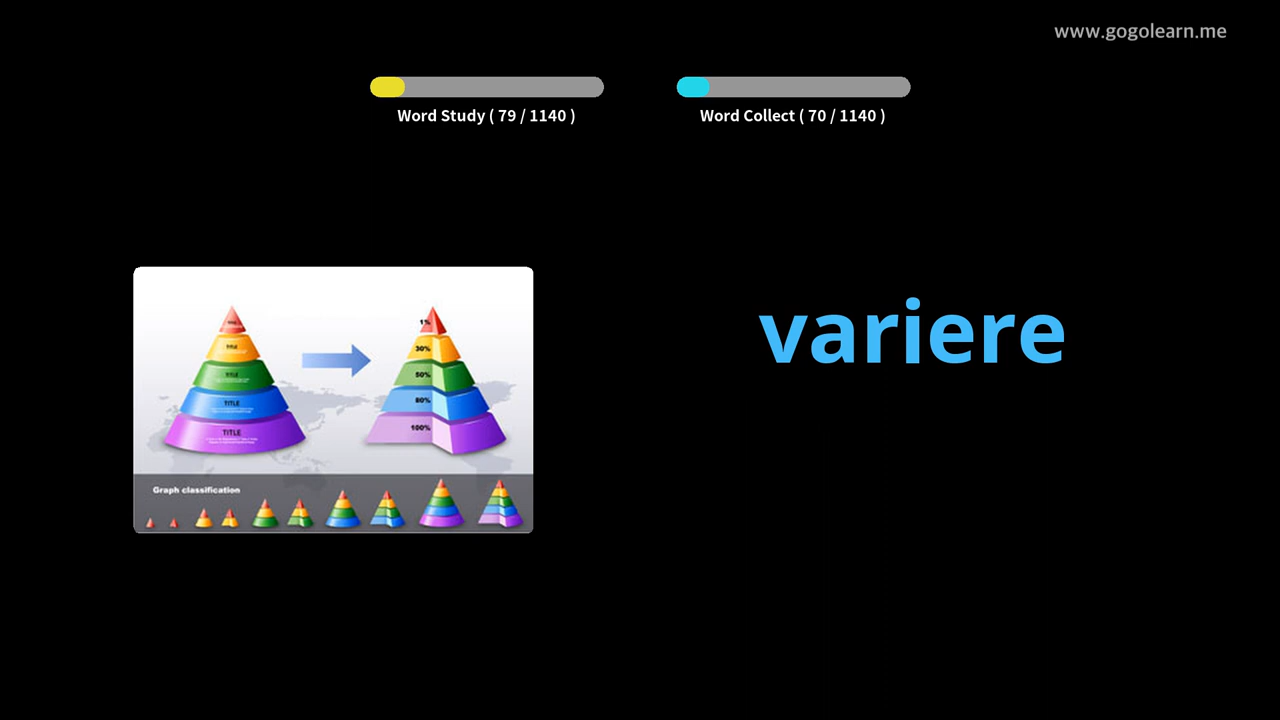 www.gogolearn.me
Word Study ( 79 / 1140 )
Word Collect ( 70 / 1140 )
variere
TITLE
TITLE
TITLE
TITLE
1%
30%
50%
80%
100%
Graph classification